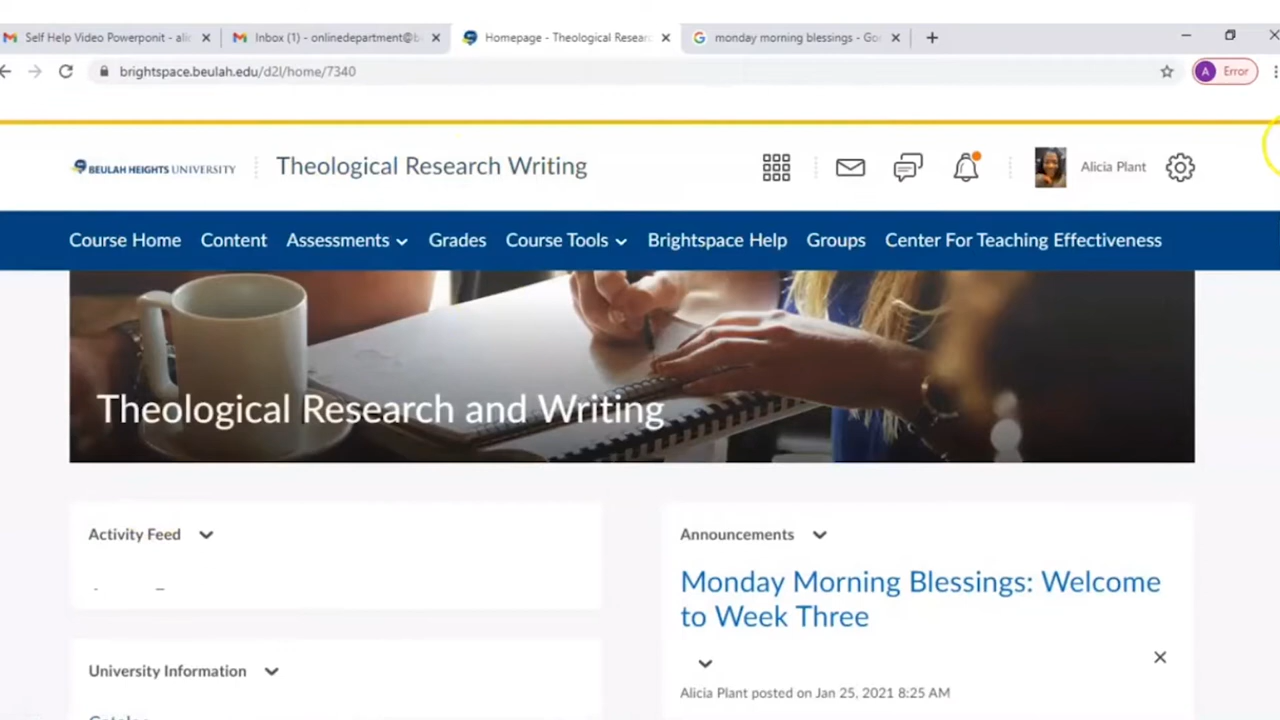 Self Help Video Powerponit - alic
Inbox (1) - onlinedepartment@b
Homepage - Theological Resear
monday morning blessings - Goo
brightspace.beulah.edu/d2l/home/7340
A Error
BEULAH HEIGHTS UNIVERSITY
Theological Research Writing
Alicia Plant
Course Home Content Assessments Grades Course Tools Brightspace Help Groups Center For Teaching Effectiveness
Theological Research and Writing
Activity Feed
Announcements
Monday Morning Blessings: Welcome
to Week Three
Alicia Plant posted on Jan 25, 2021 8:25 AM
University Information